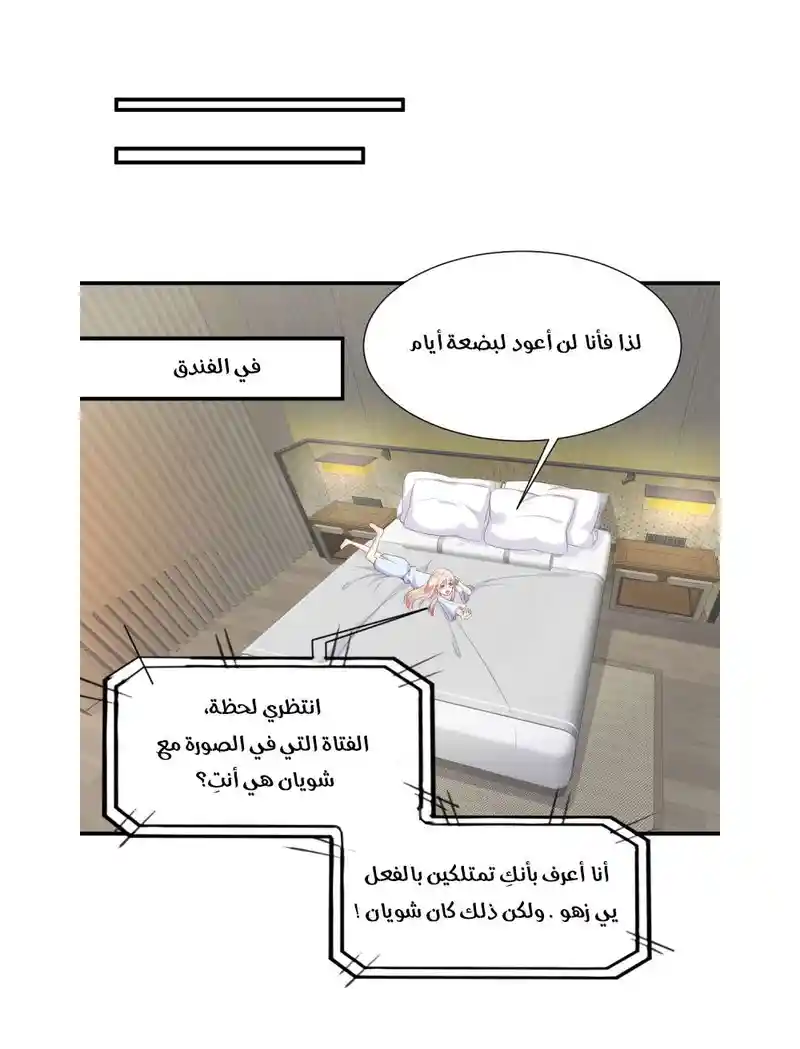 لذا فأنا لن أعود لبضعة أيام
في الفندق
انتظري لحظة،
الفتاة التي في الصورة مع
شويان هي أنتِ؟
أنا أعرف بأنكِ تمتلكين بالفعل
يي زهو . ولكن ذلك كان شويان !